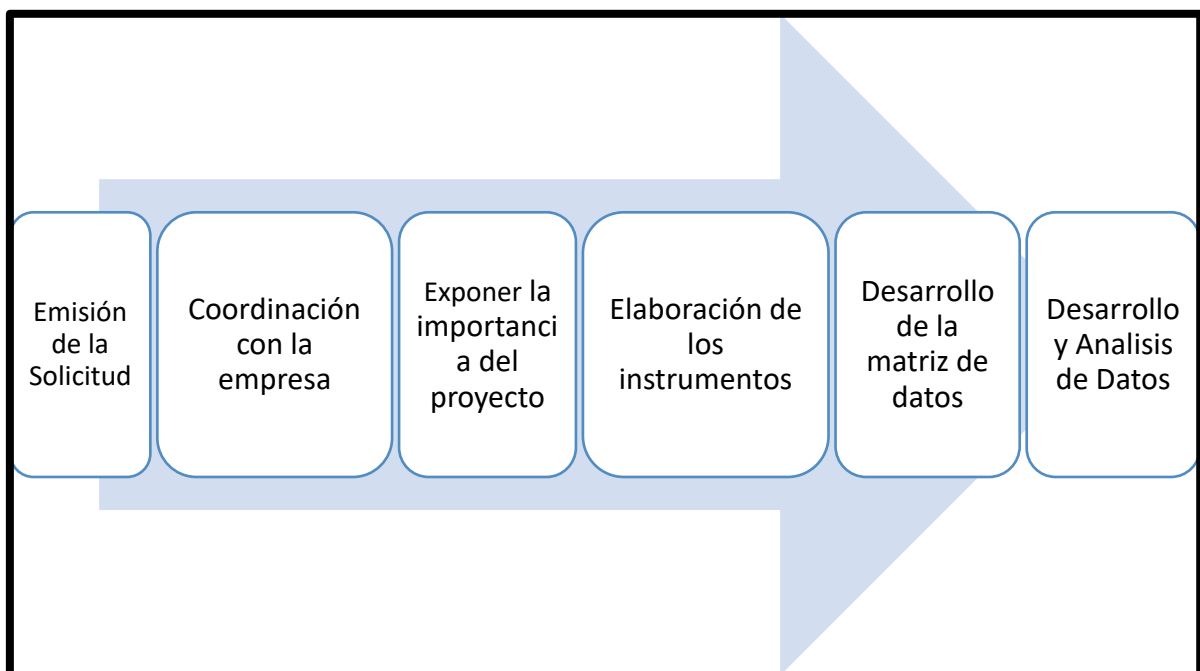 Emisión
de la
Solicitud
Coordinación
con la
empresa
Exponer la
importanci
a del
proyecto
Elaboración de
los
instrumentos
Desarrollo
de la
matriz de
datos
Desarrollo
y Analisis
de Datos